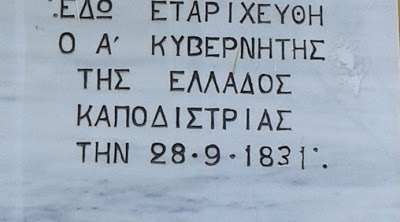 ΕΔΩ ΕΤΑΡΙΧΕΥΘΗ
Ο Α' ΚΥΒΕΡΝΗΤΗΣ
ΤΗΣ ΕΛΛΑΔΟΣ
ΚΑΠΟΔΙΣΤΡΙΑΣ
ΤΗΝ 28·9·1831.